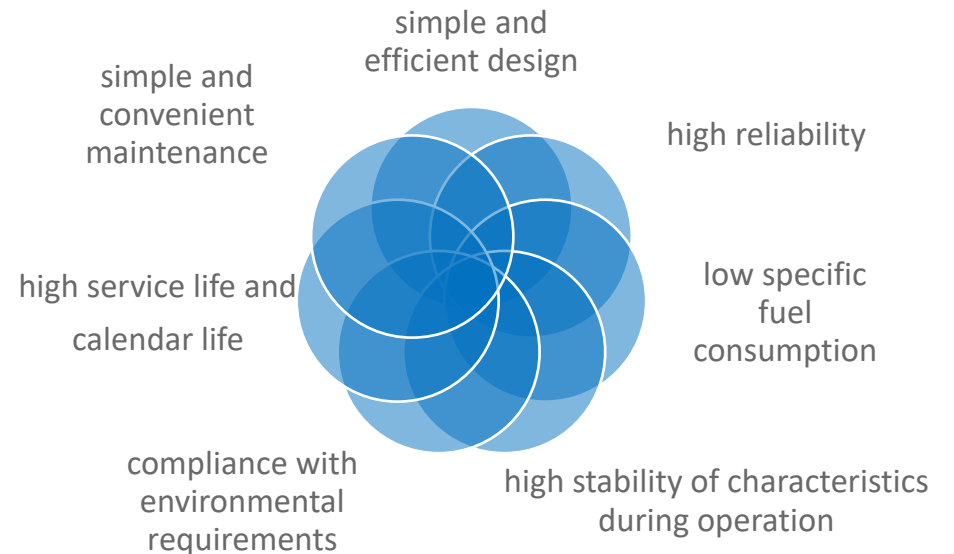 simple and
efficient design
high reliability
low specific
fuel
consumption
high stability of characteristics
during operation
compliance with
environmental
requirements
high service life and
calendar life
simple and
convenient
maintenance